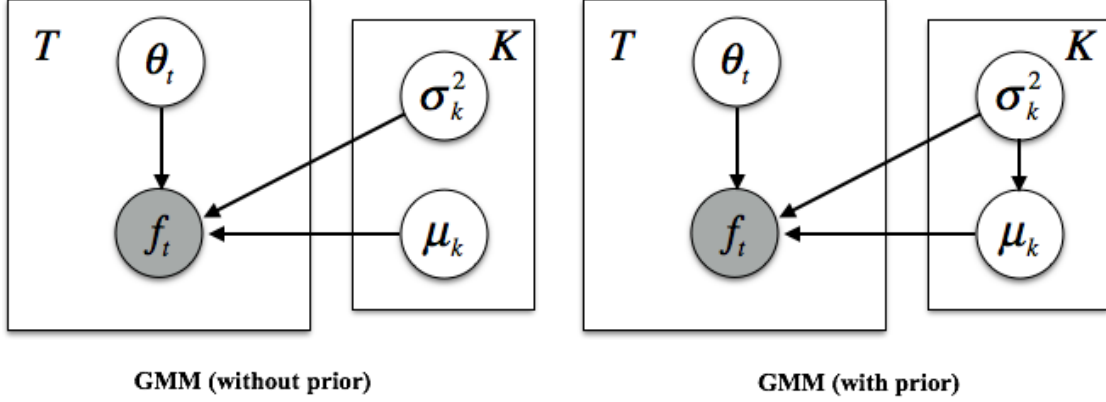 T
θ_t
f_t
K
σ_k^2
μ_k
GMM (without prior)
T
θ_t
f_t
K
σ_k^2
μ_k
GMM (with prior)